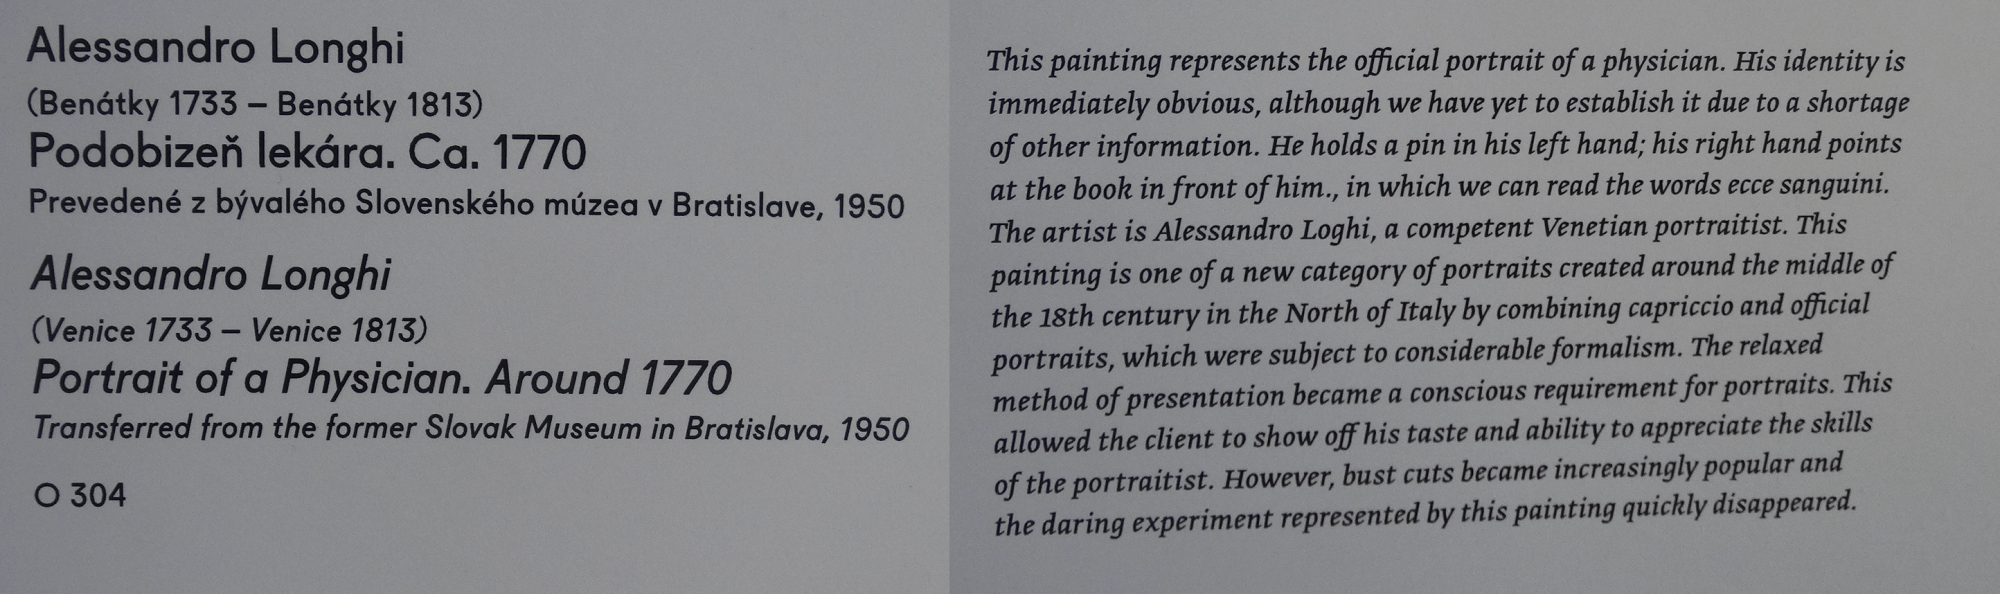 Alessandro Longhi
(Benátky 1733 – Benátky 1813)
Podobizeň lekára. Ca. 1770
Prevedené z bývalého Slovenského múzea v Bratislave, 1950
Alessandro Longhi
(Venice 1733 – Venice 1813)
Portrait of a Physician. Around 1770
Transferred from the former Slovak Museum in Bratislava, 1950
O 304
This painting represents the official portrait of a physician. His identity is
immediately obvious, although we have yet to establish it due to a shortage
of other information. He holds a pin in his left hand; his right hand points
at the book in front of him., in which we can read the words ecce sanguini.
The artist is Alessandro Loghi, a competent Venetian portraitist. This
painting is one of a new category of portraits created around the middle of
the 18th century in the North of Italy by combining capriccio and official
portraits, which were subject to considerable formalism. The relaxed
method of presentation became a conscious requirement for portraits. This
allowed the client to show off his taste and ability to appreciate the skills
of the portraitist. However, bust cuts became increasingly popular and
the daring experiment represented by this painting quickly disappeared.